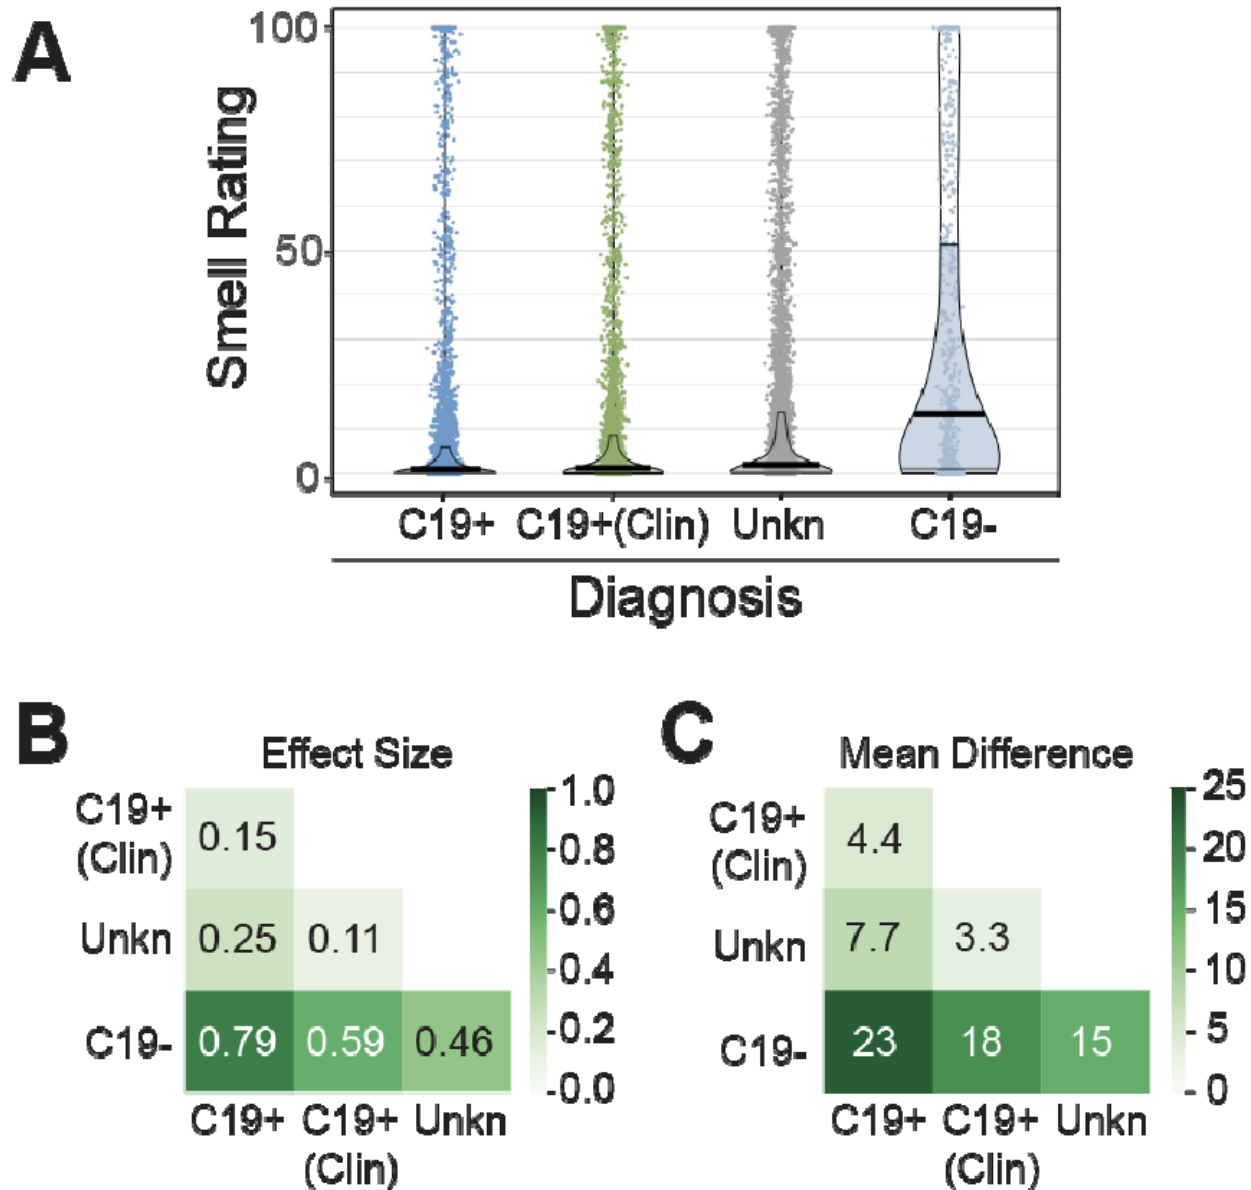 A
100
50
0
Smell Rating
C19+ C19+(Clin) Unkn C19-
Diagnosis
B
Effect Size
C19+
(Clin)
Unkn
C19-
0.15
0.25 0.11
0.79 0.59 0.46
C19+ C19+ Unkn
(Clin)
1.0
0.8
0.6
0.4
0.2
0.0
C
Mean Difference
C19+
(Clin)
Unkn
C19-
4.4
7.7 3.3
23 18 15
C19+ C19+ Unkn
(Clin)
25
20
15
10
5
0